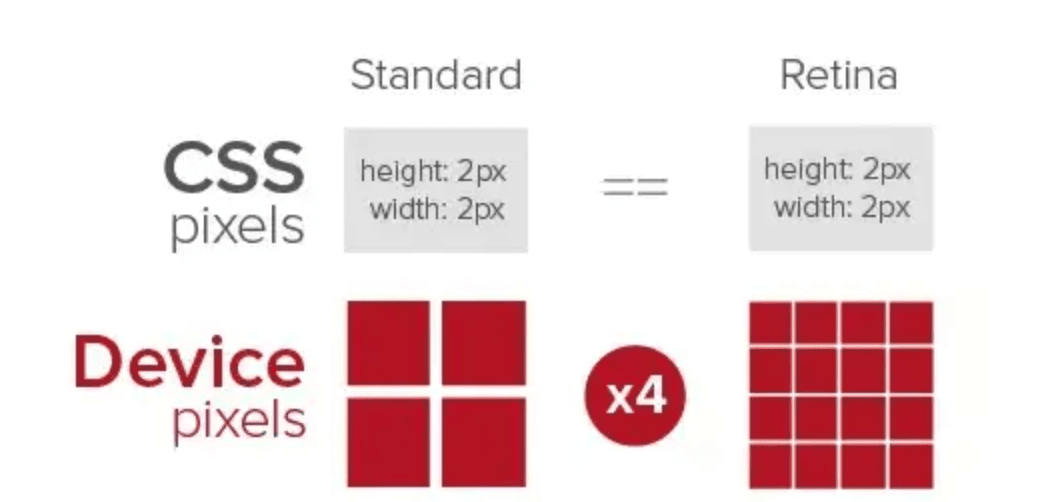 Standard
Retina
CSS
pixels
height: 2px
width: 2px
==
height: 2px
width: 2px
Device
pixels
x4